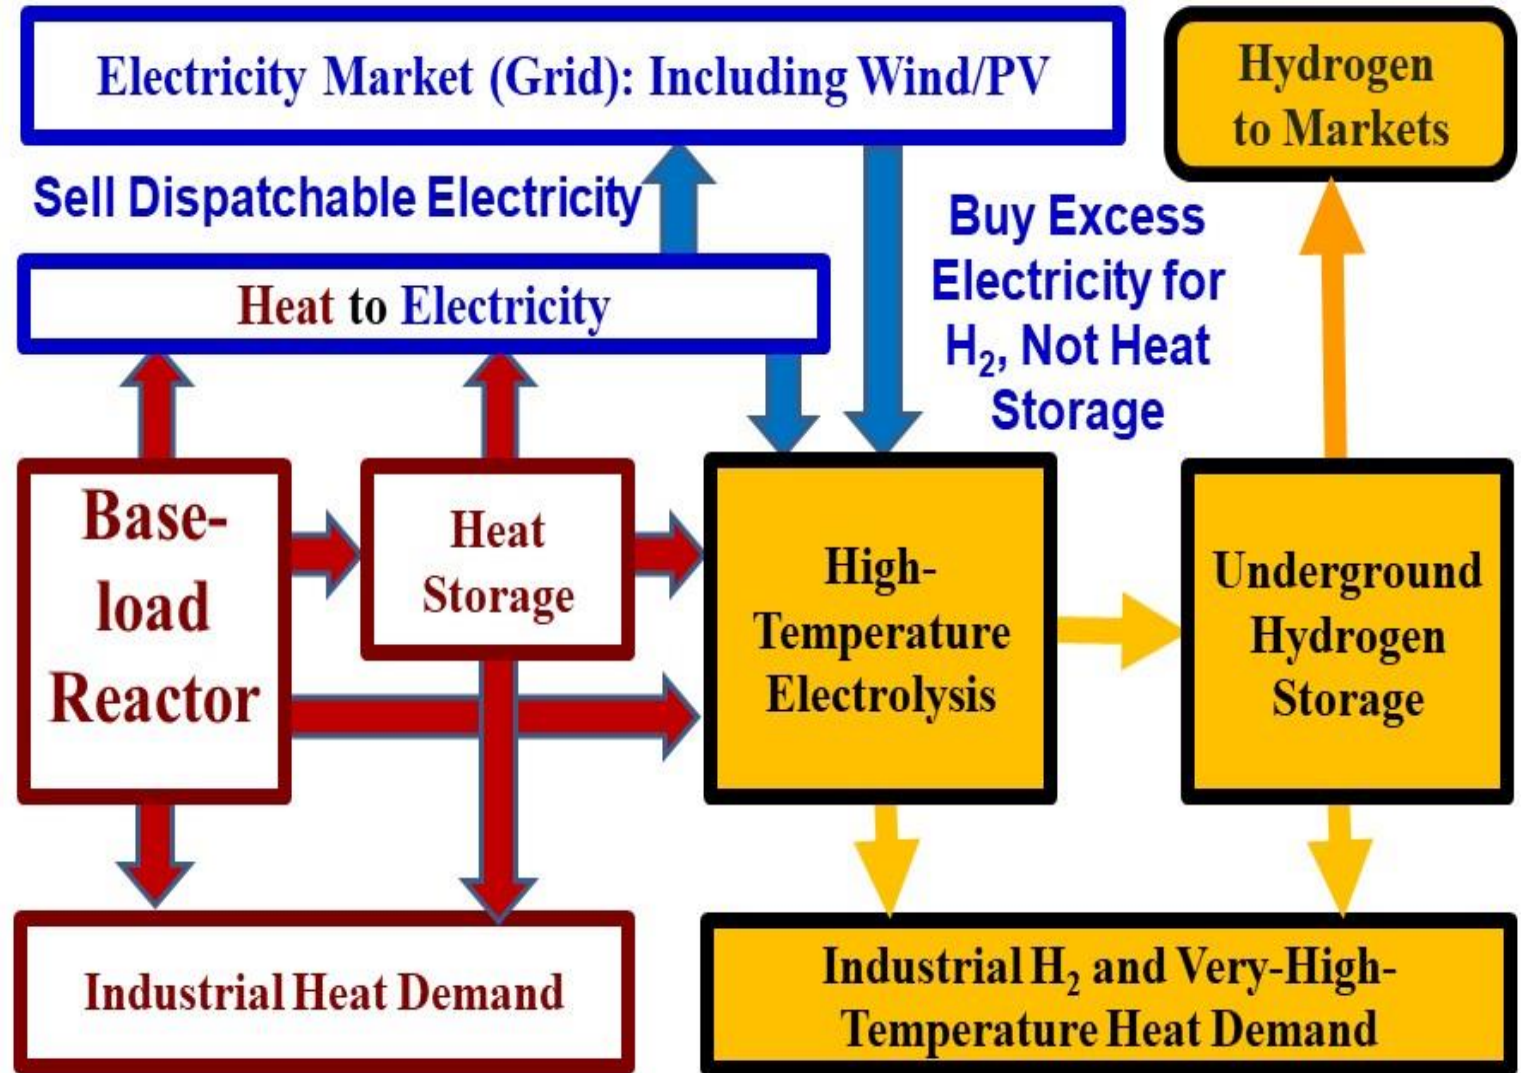 Electricity Market (Grid): Including Wind/PV
Hydrogen
to Markets
Sell Dispatchable Electricity
Buy Excess
Electricity for
H₂, Not Heat
Storage
Heat to Electricity
Base-
load
Reactor
Heat
Storage
High-
Temperature
Electrolysis
Underground
Hydrogen
Storage
Industrial Heat Demand
Industrial H₂ and Very-High-
Temperature Heat Demand